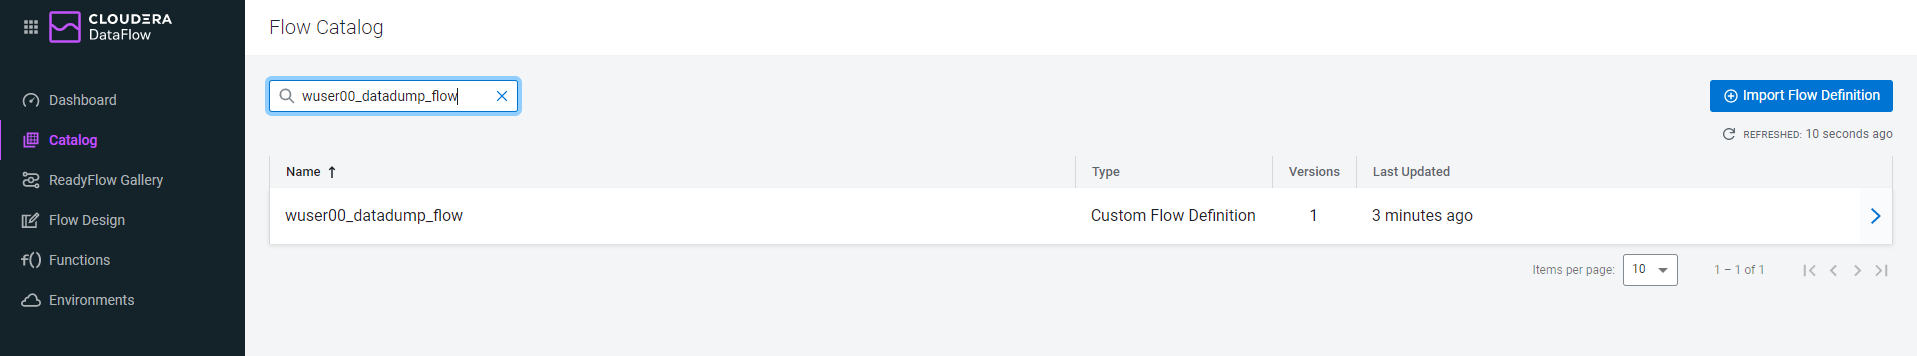 CLOUDERA
DataFlow
Dashboard
Catalog
ReadyFlow Gallery
Flow Design
f() Functions
Environments
Flow Catalog
wuser00_datadump_flow
Import Flow Definition
REFRESHED: 10 seconds ago
Name Type Versions Last Updated
wuser00_datadump_flow Custom Flow Definition 1 3 minutes ago
Items per page: 10 1 – 1 of 1